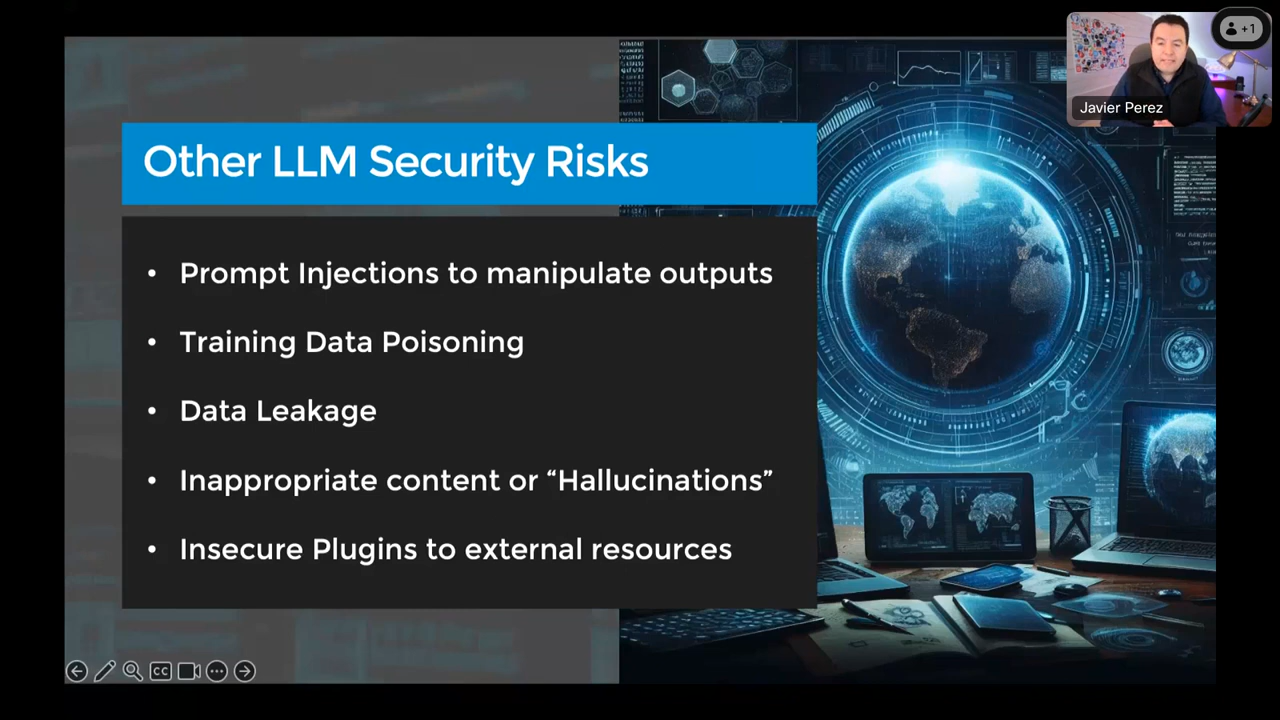 Other LLM Security Risks
• Prompt Injections to manipulate outputs
• Training Data Poisoning
• Data Leakage
• Inappropriate content or “Hallucinations”
• Insecure Plugins to external resources
Javier Perez
+1
CC